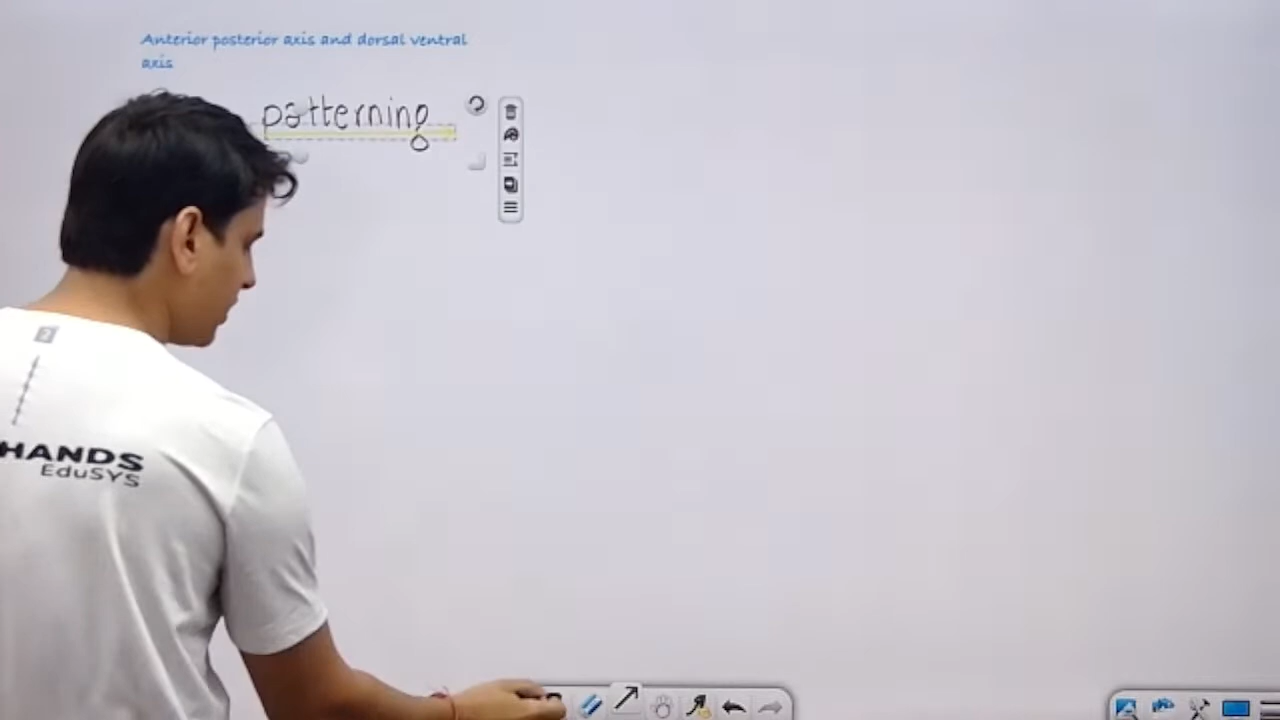 Anterior posterior axis and dorsal ventral
axis
patterning
HANDS
EduSYS